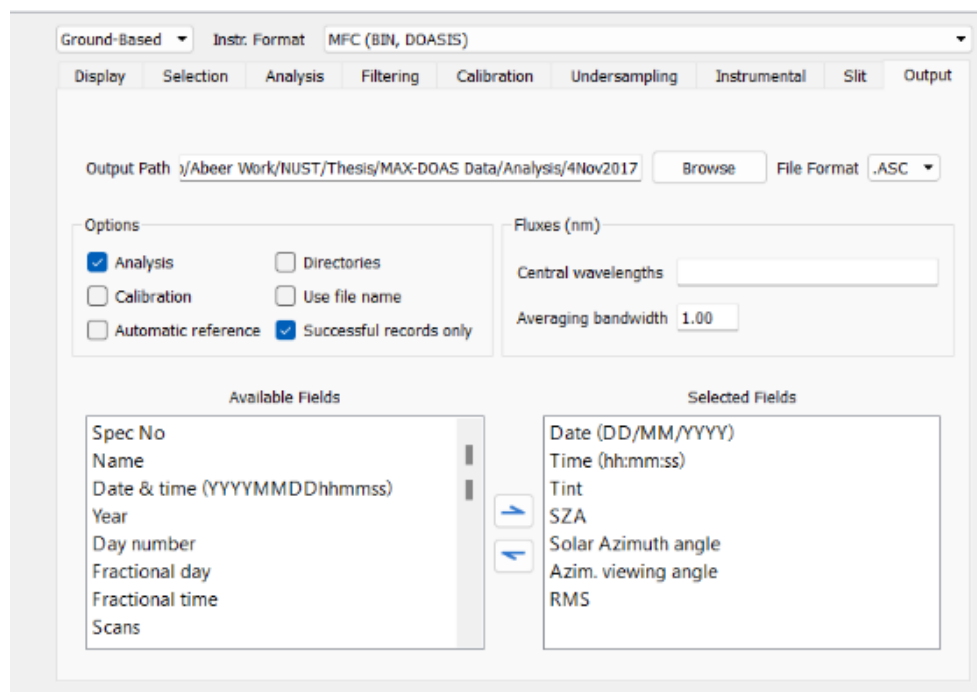 Ground-Based Instr. Format MFC (BIN, DOASIS)
Display Selection Analysis Filtering Calibration Undersampling Instrumental Slit Output
Output Path )/Abeer Work/NUST/Thesis/MAX-DOAS Data/Analysis/4Nov2017 Browse File Format .ASC
Options Fluxes (nm)
Analysis Directories
Central wavelengths
Calibration Use file name
Averaging bandwidth 1.00
Automatic reference Successful records only
Available Fields Selected Fields
Spec No Date (DD/MM/YYYY)
Name Time (hh:mm:ss)
Date & time (YYYYMMDDhhmmss) Tint
Year SZA
Day number Solar Azimuth angle
Fractional day Azim. viewing angle
Fractional time RMS
Scans